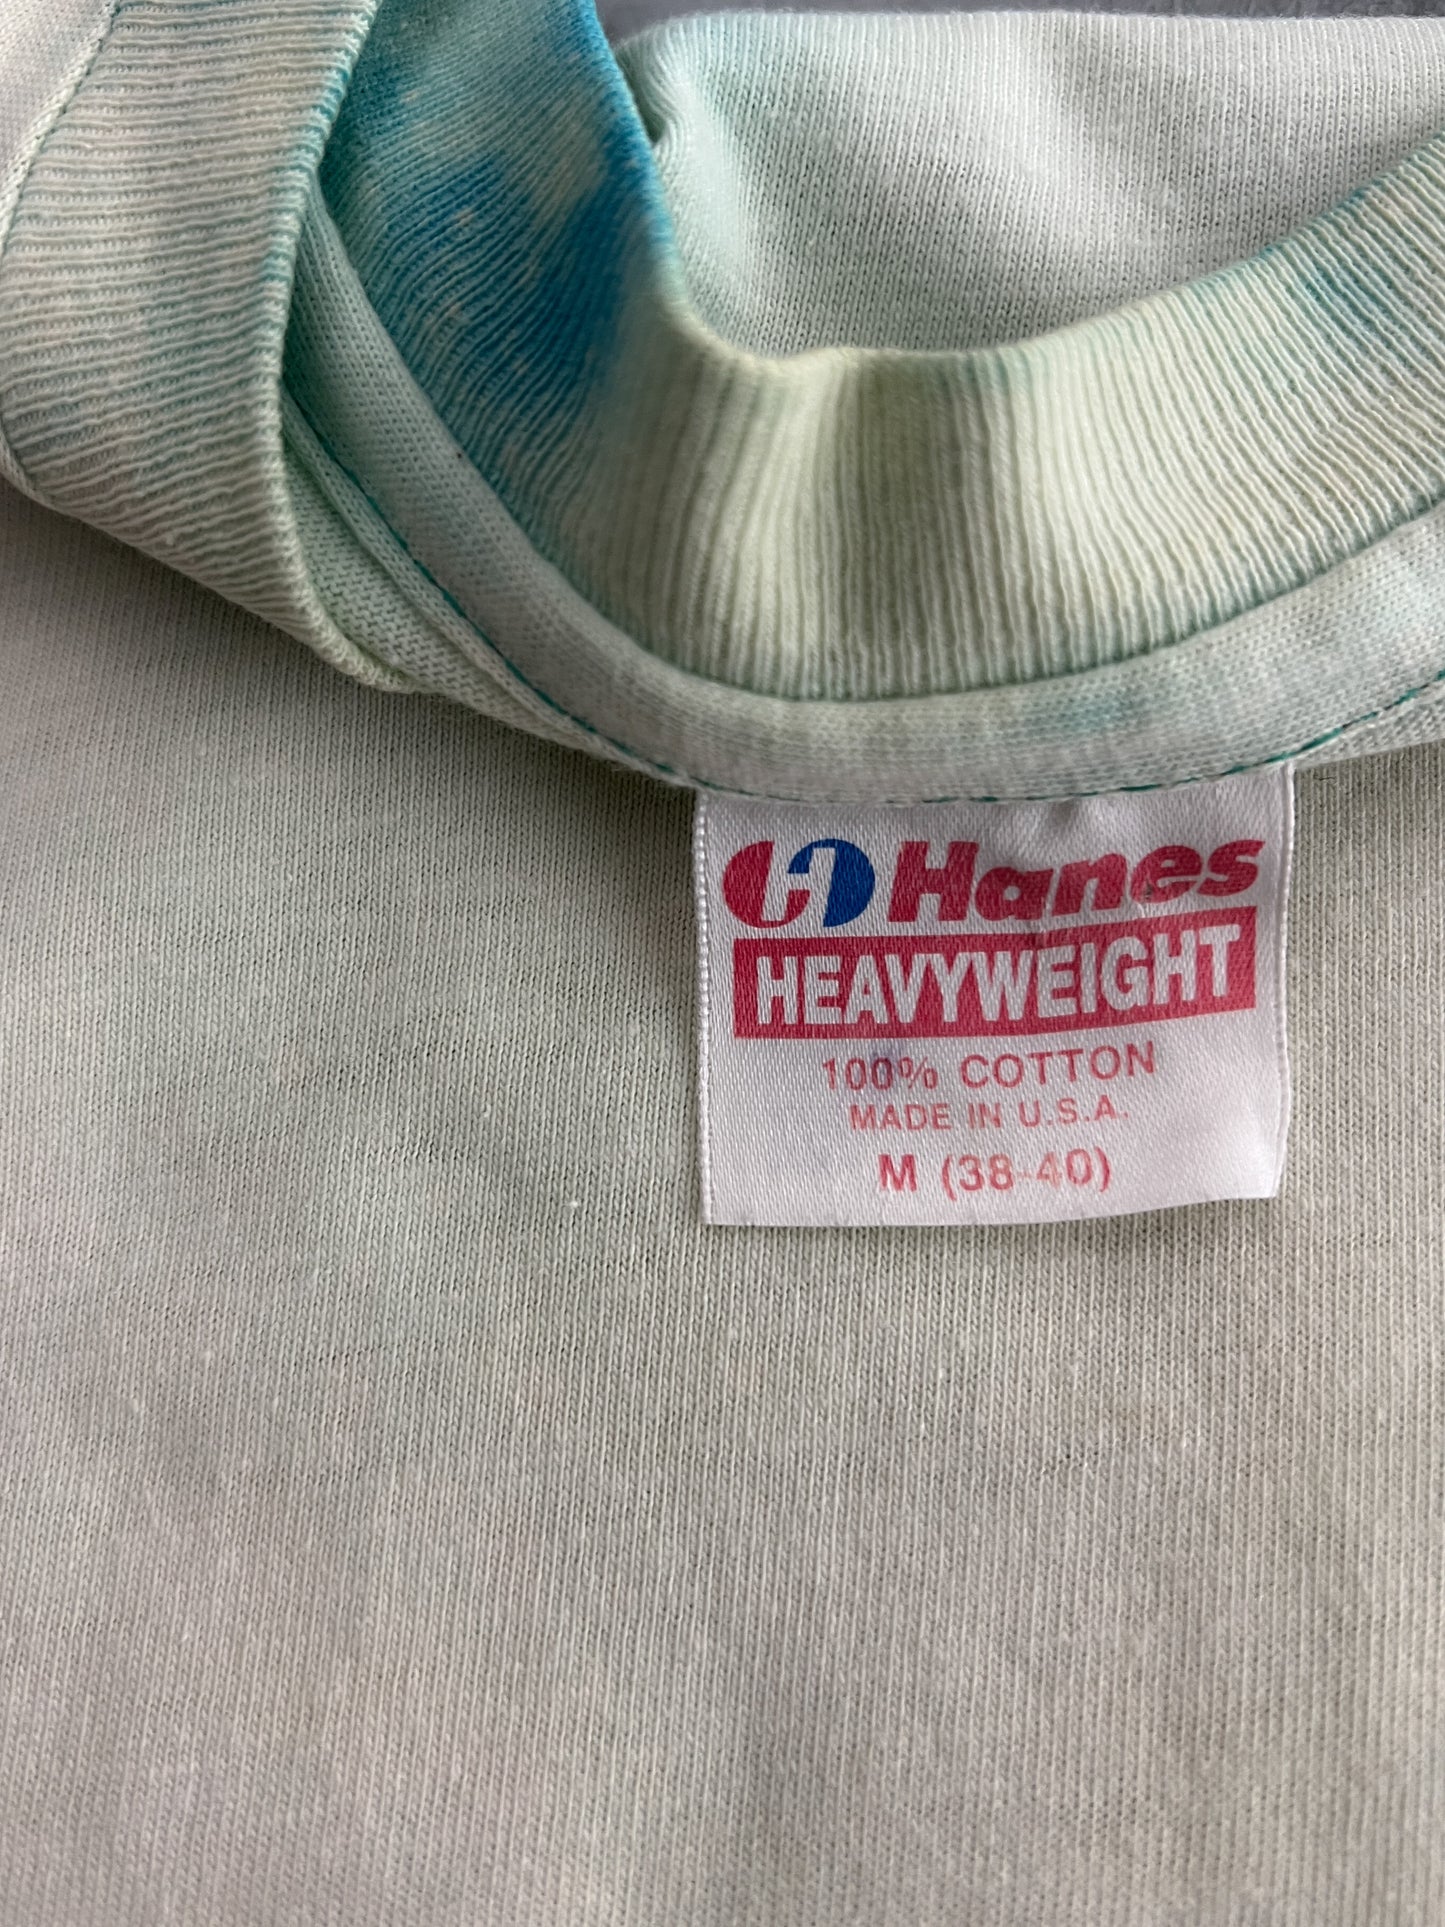 H Hanes
HEAVYWEIGHT
100% COTTON
MADE IN U.S.A.
M (38-40)